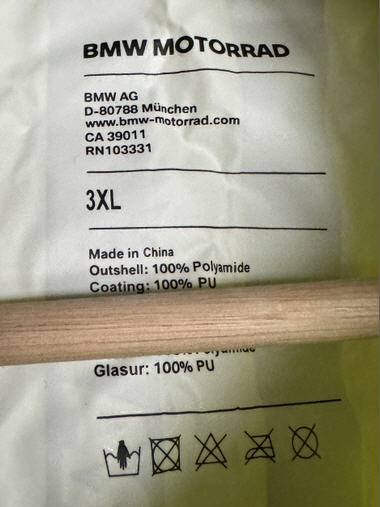 BMW MOTORRAD
BMW AG
D-80788 München
www.bmw-motorrad.com
CA 39011
RN103331
3XL
Made in China
Outshell: 100% Polyamide
Coating: 100% PU
Glasur: 100% PU